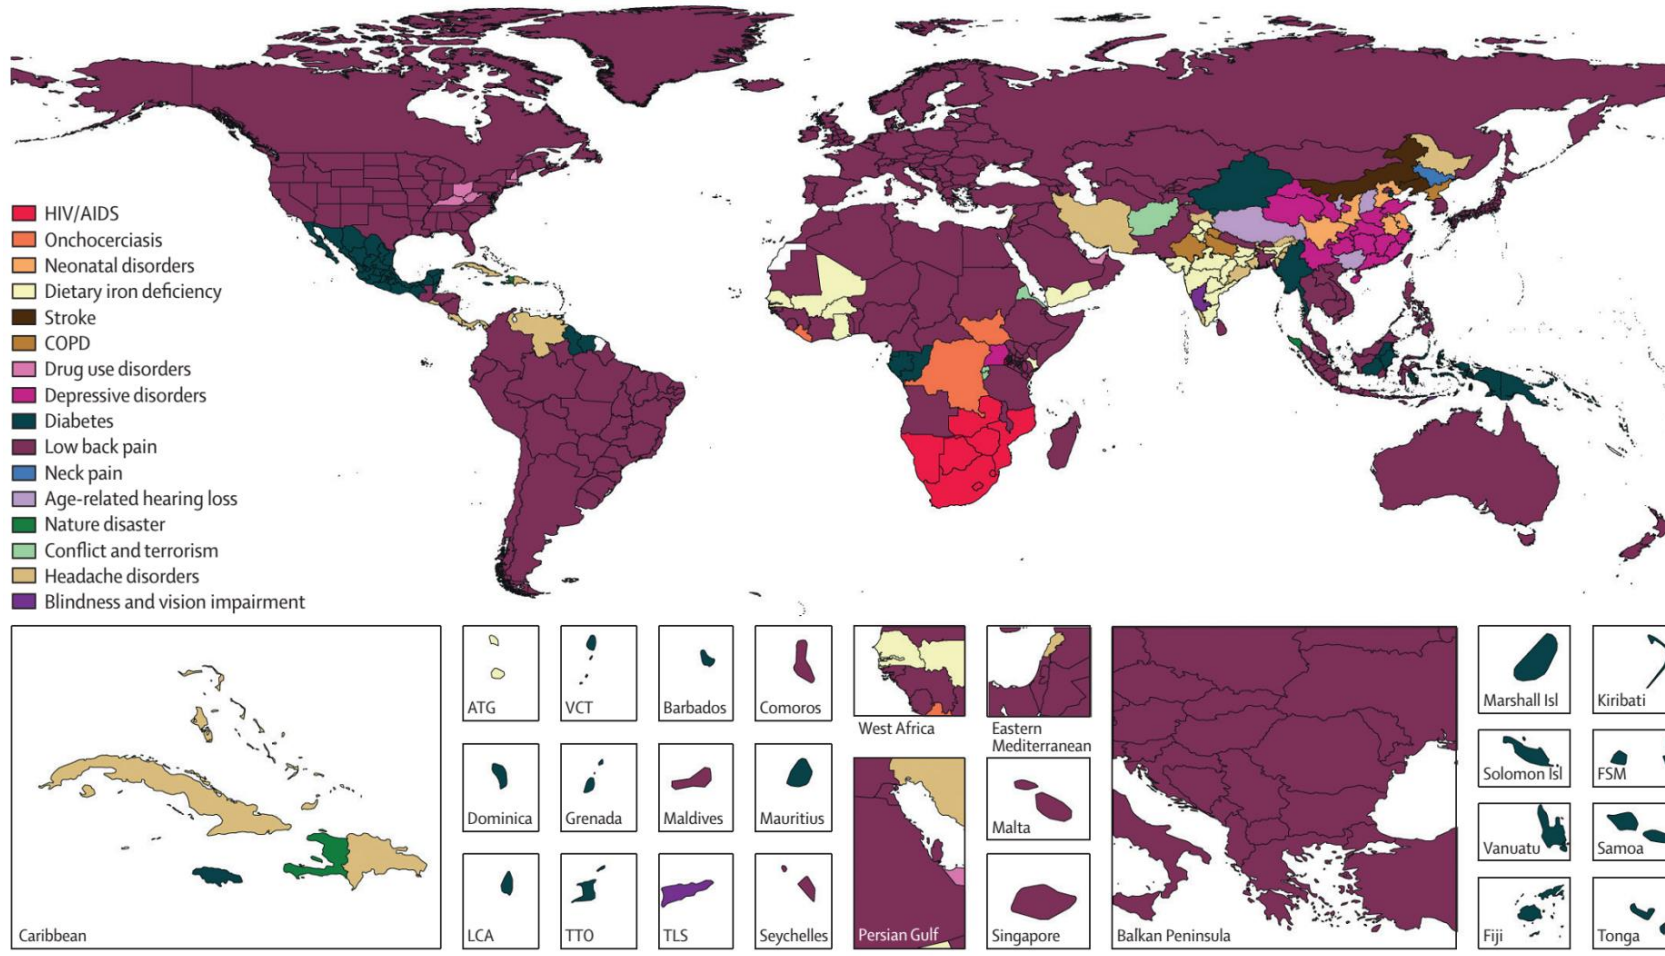 HIV/AIDS
Onchocerciasis
Neonatal disorders
Dietary iron deficiency
Stroke
COPD
Drug use disorders
Depressive disorders
Diabetes
Low back pain
Neck pain
Age-related hearing loss
Nature disaster
Conflict and terrorism
Headache disorders
Blindness and vision impairment
Caribbean
ATG
VCT
Barbados
Comoros
Dominica
Grenada
Maldives
Mauritius
LCA
TTO
TLS
Seychelles
West Africa
Eastern
Mediterranean
Persian Gulf
Malta
Singapore
Balkan Peninsula
Marshall Isl
Kiribati
Solomon Isl
FSM
Vanuatu
Samoa
Fiji
Tonga